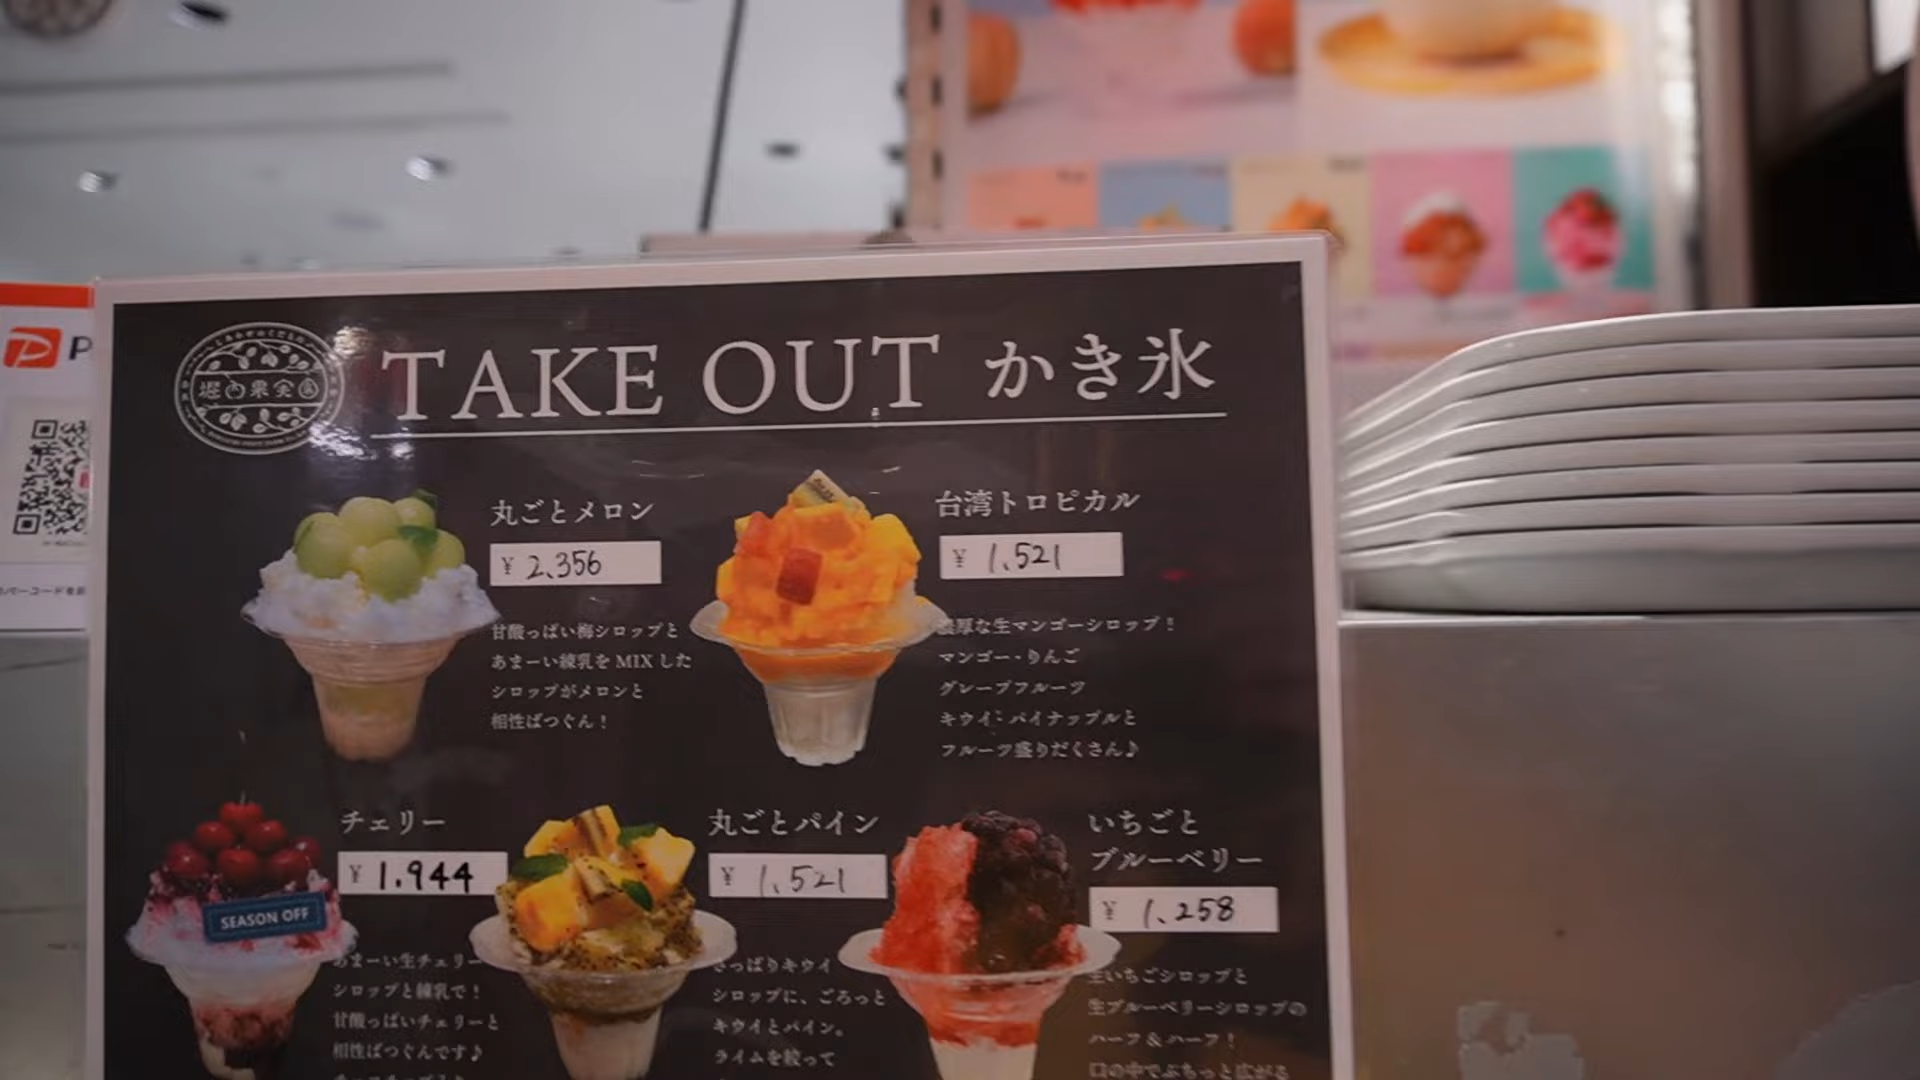 堀内果実園
TAKE OUT かき氷
P
丸ごとメロン
¥ 2,356
甘酸っぱい梅シロップと
あまーい練乳を MIX した
シロップがメロンと
相性ばつぐん！
台湾トロピカル
¥ 1,521
濃厚な生マンゴーシロップ！
マンゴー・りんご
グレープフルーツ
キウイ・パイナップルと
フルーツ盛りだくさん♪
チェリー
¥ 1.944
SEASON OFF
あまーい生チェリー
シロップと練乳で！
甘酸っぱいチェリーと
相性ばつぐんです♪
丸ごとパイン
¥ 1,521
さっぱりキウイ
シロップに、ごろっと
キウイとパイン。
ライムを絞って
いちごと
ブルーベリー
¥ 1,258
生いちごシロップと
生ブルーベリーシロップの
ハーフ＆ハーフ！
口の中でぷちっと広がる